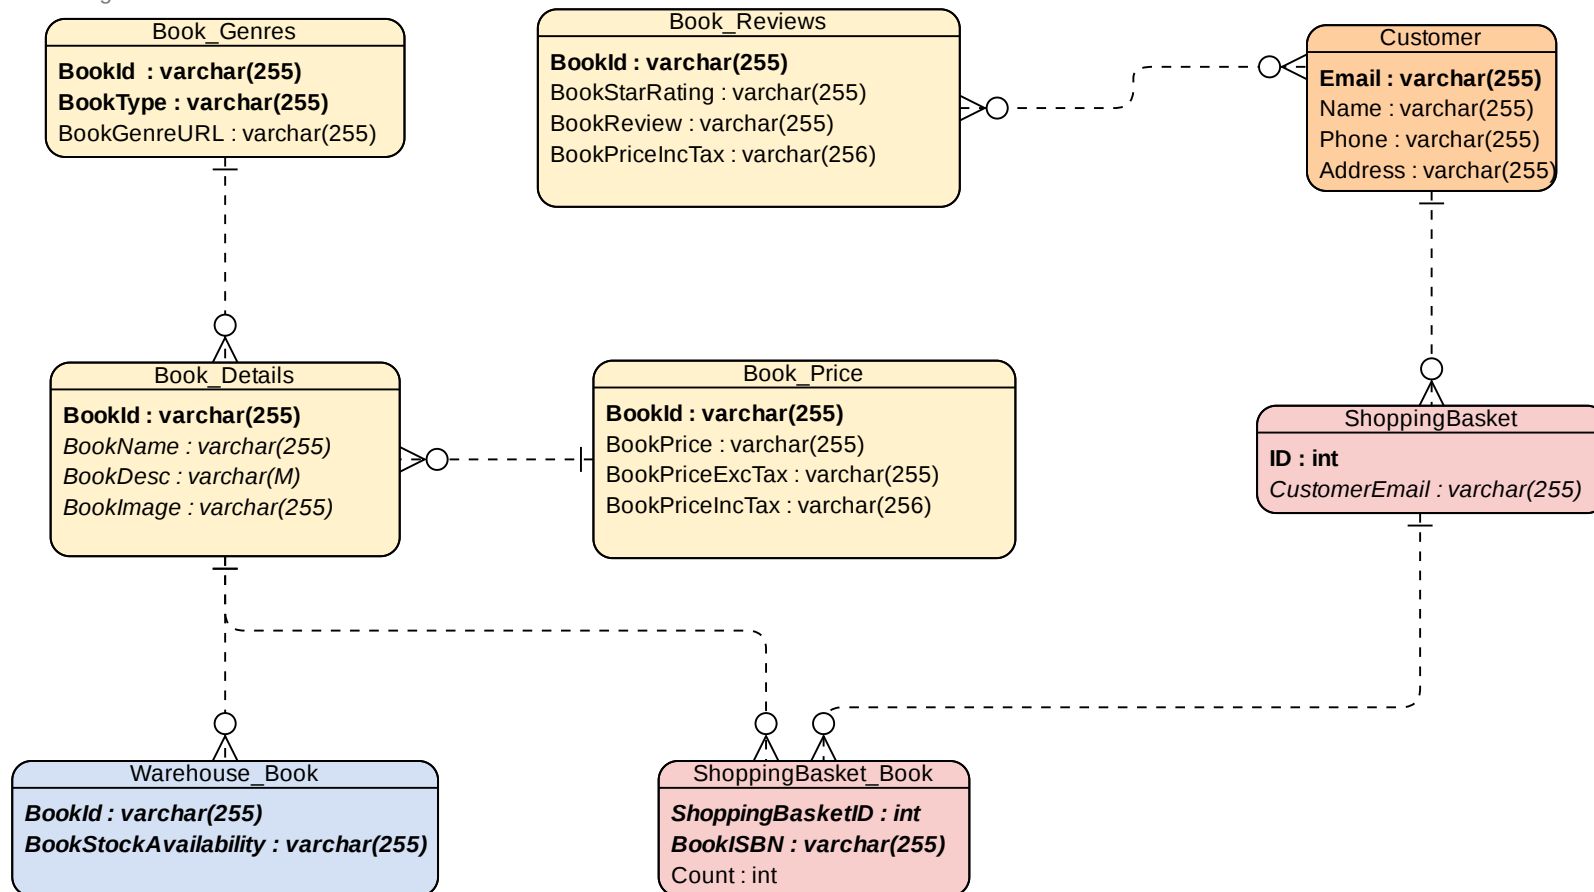 Book_Genres
BookId : varchar(255)
BookType : varchar(255)
BookGenreURL : varchar(255)
Book_Reviews
BookId : varchar(255)
BookStarRating : varchar(255)
BookReview : varchar(255)
BookPriceIncTax : varchar(256)
Customer
Email : varchar(255)
Name : varchar(255)
Phone : varchar(255)
Address : varchar(255)
Book_Details
BookId : varchar(255)
BookName : varchar(255)
BookDesc : varchar(M)
BookImage : varchar(255)
Book_Price
BookId : varchar(255)
BookPrice : varchar(255)
BookPriceExcTax : varchar(255)
BookPriceIncTax : varchar(256)
ShoppingBasket
ID : int
CustomerEmail : varchar(255)
Warehouse_Book
BookId : varchar(255)
BookStockAvailability : varchar(255)
ShoppingBasket_Book
ShoppingBasketID : int
BookISBN : varchar(255)
Count : int